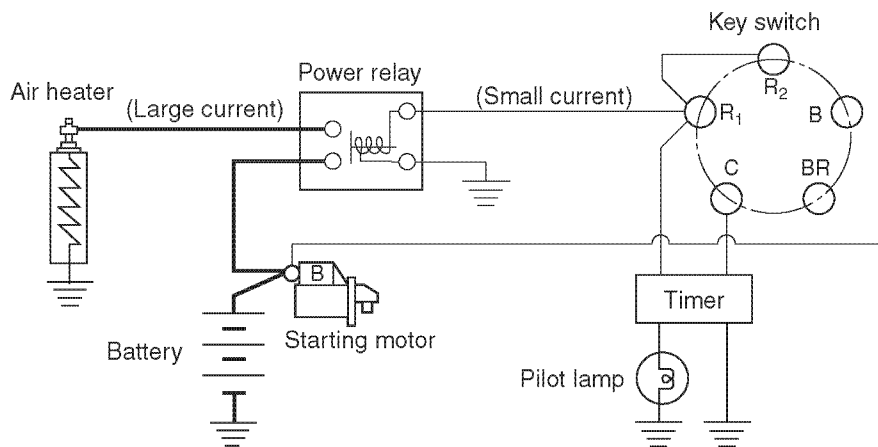 Key switch
Power relay
Air heater
(Large current)
(Small current)
R₁
R₂
B
C
BR
B
Timer
Battery
Starting motor
Pilot lamp